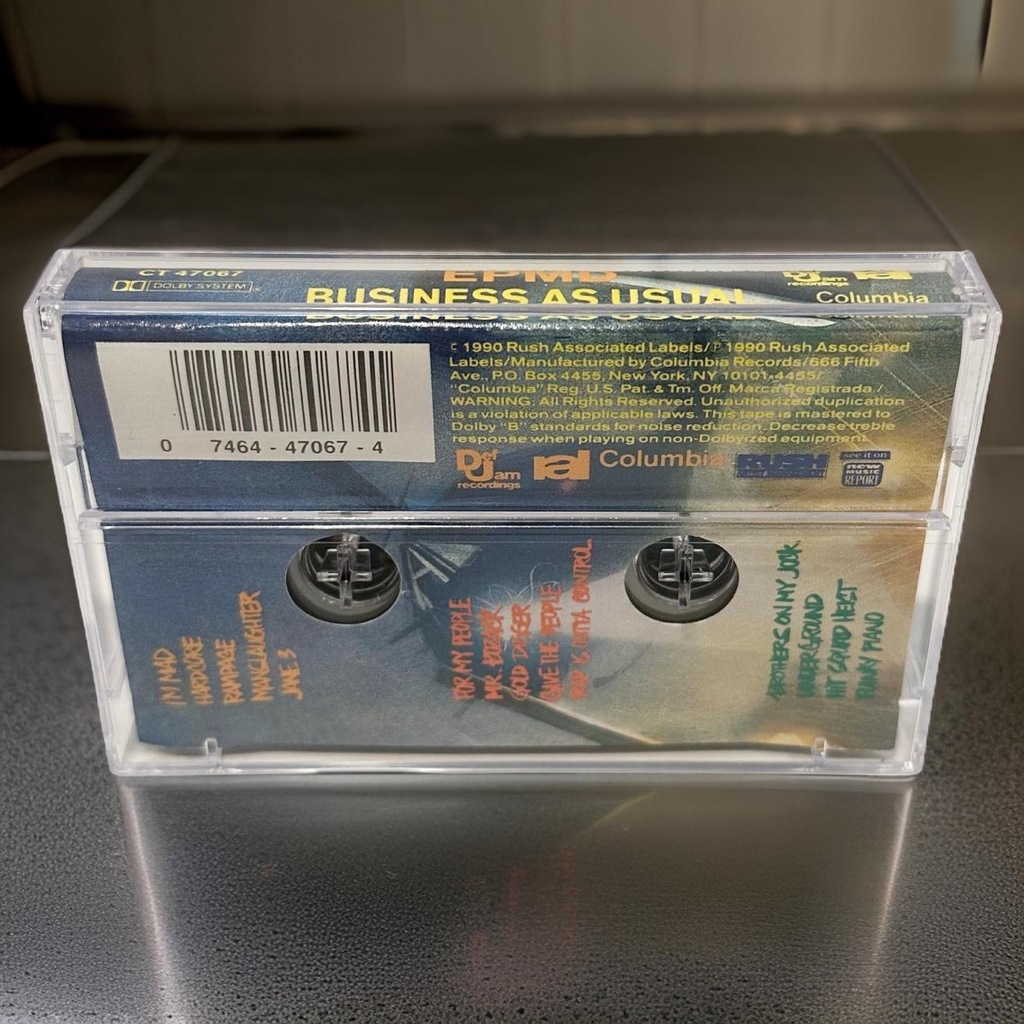 CT 47067
DOLBY SYSTEM
EPMD
BUSINESS AS USUAL
Def Jam
recordings
ral
Columbia
0 7464-47067-4
© 1990 Rush Associated Labels/℗ 1990 Rush Associated
Labels/Manufactured by Columbia Records/666 Fifth
Ave., P.O. Box 4455, New York, NY 10101-4455/
"Columbia" Reg. U.S. Pat. & Tm. Off. Marca Registrada./
WARNING: All Rights Reserved. Unauthorized duplication
is a violation of applicable laws. This tape is mastered to
Dolby "B" standards for noise reduction. Decrease treble
response when playing on non-Dolbyized equipment.
Def Jam
recordings
ral
Columbia
RUSH
see it on
new
MUSIC
REPORT
I'M MAD
HARDCORE
RAMPAGE
MANSLAUGHTER
JANE 3
FOR MY PEOPLE
MR. BOZACK
GOLD DIGGER
GIVE THE PEOPLE
RAP IS OUTTA CONTROL
BROTHERS ON MY JOCK
UNDERGROUND
HIT SQUAD HEIST
FUNKY PIANO